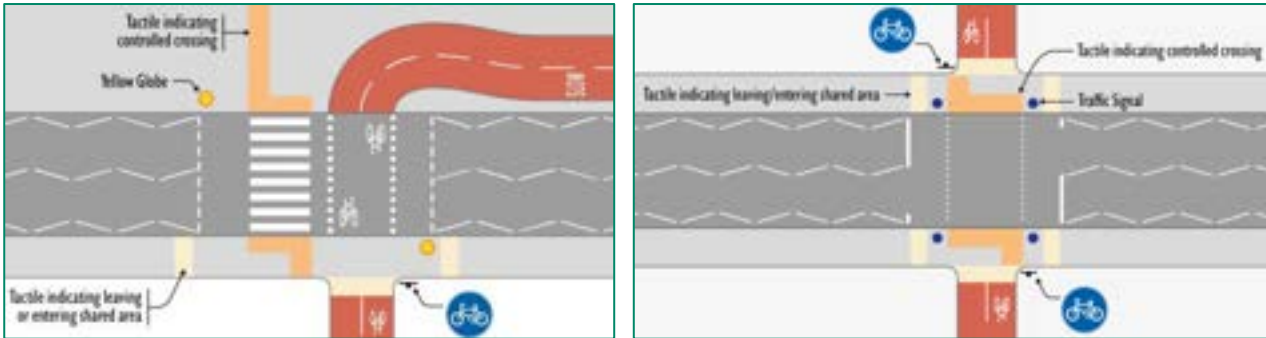 Tactile indicating
controlled crossing
Yellow Globe
Tactile indicating leaving
or entering shared area
Tactile indicating controlled crossing
Tactile indicating leaving/entering shared area
Traffic Signal